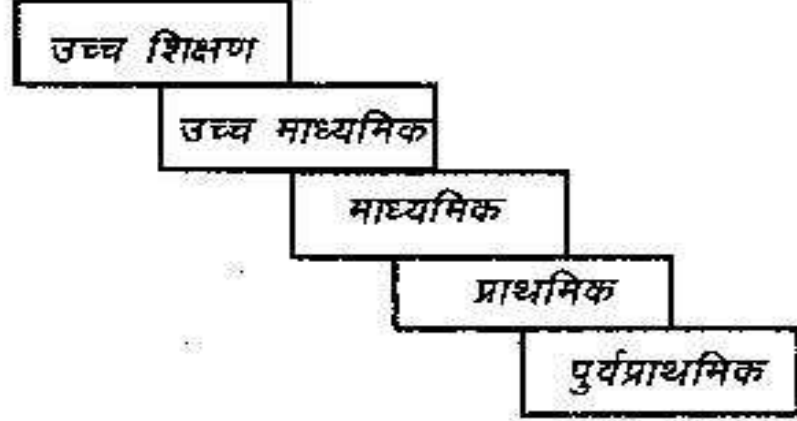 उच्च शिक्षण
उच्च माध्यमिक
माध्यमिक
प्राथमिक
पुर्वप्राथमिक